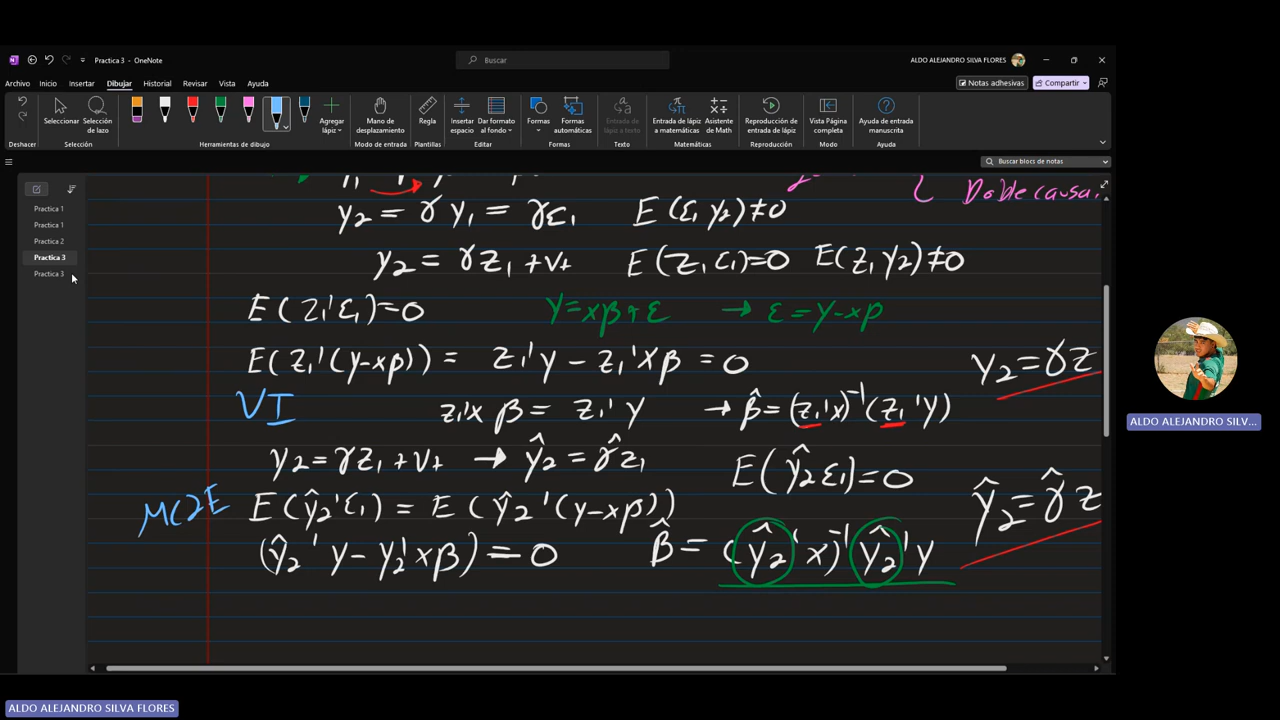 Practica 3 - OneNote
Buscar
ALDO ALEJANDRO SILVA FLORES
Archivo Inicio Insertar Dibujar Historial Revisar Vista Ayuda
Notas adhesivas
Compartir
Seleccionar
Selección de lazo
Agregar lápiz
Mano de desplazamiento
Regla
Insertar espacio
Dar formato al fondo
Formas
Formas automáticas
Entrada de lápiz a texto
Entrada de lápiz a matemáticas
Asistente de Math
Reproducción de entrada de lápiz
Vista Página completa
Ayuda de entrada manuscrita
Deshacer
Selección
Herramientas de dibujo
Modo de entrada
Plantillas
Editar
Formas
Texto
Matemáticas
Reproducción
Vista
Ayuda
Buscar blocs de notas
Practica 1
Practica 1
Practica 2
Practica 3
Practica 3
Doble causa
y2 = γ y1 = γε1 E(ε1 y2)≠0
y2 = γz1 + vt E(z1 ε1)=0 E(z1 y2)≠0
E(z1'ε1)=0 y=xβ+ε → ε=y-xβ
E(z1'(y-xβ)) = z1'y - z1'xβ = 0 y2=γz
VI z1'x β = z1'y → β̂=(z1'x)⁻¹(z1'y)
y2=γz1+vt → ŷ2=γ̂z1 E(ŷ2 ε1)=0
MC2E E(ŷ2'ε1) = E(ŷ2'(y-xβ)) ŷ2=γ̂z
(ŷ2'y - y2'xβ)=0 β̂=(ŷ2'x)⁻¹ŷ2'y
ALDO ALEJANDRO SILV...
ALDO ALEJANDRO SILVA FLORES